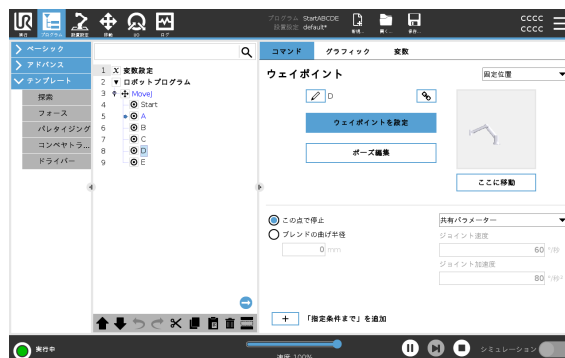 UR
実行
プログラム
設置設定
移動
I/O
ログ
プログラム StartABCDE
設置設定 default*
新規...
開く...
保存...
CCCC
CCCC
ベーシック
アドバンス
テンプレート
探索
フォース
パレタイジング
コンベヤトラ...
ドライバー
1 X 変数設定
2 ロボットプログラム
3 MoveJ
4 Start
5 A
6 B
7 C
8 D
9 E
コマンド グラフィック 変数
ウェイポイント
固定位置
D
ウェイポイントを設定
ポーズ編集
ここに移動
この点で停止
ブレンドの曲げ半径
0 mm
共有パラメーター
ジョイント速度
60 °/秒
ジョイント加速度
80 °/秒²
+ 「指定条件まで」を追加
実行中
速度 100%
シミュレーション